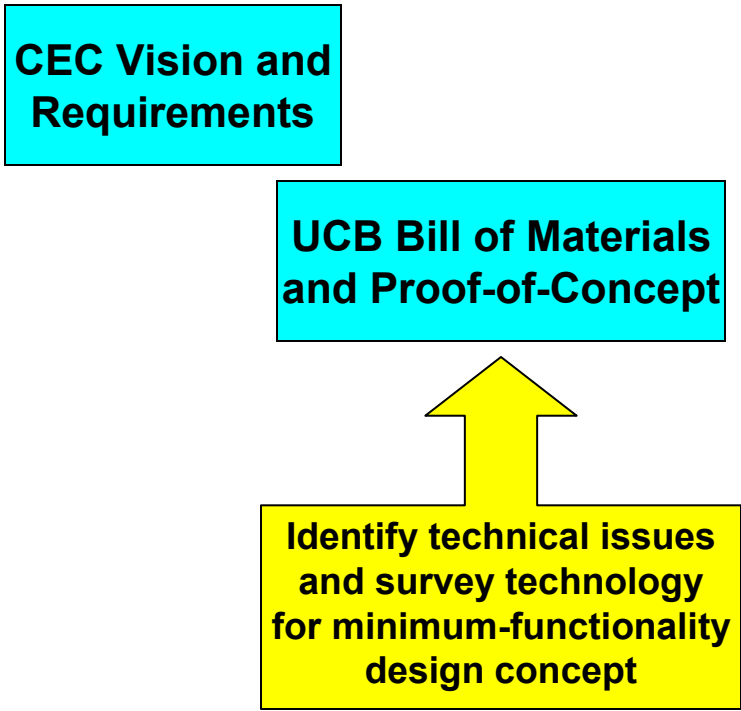 CEC Vision and
Requirements
UCB Bill of Materials
and Proof-of-Concept
Identify technical issues
and survey technology
for minimum-functionality
design concept